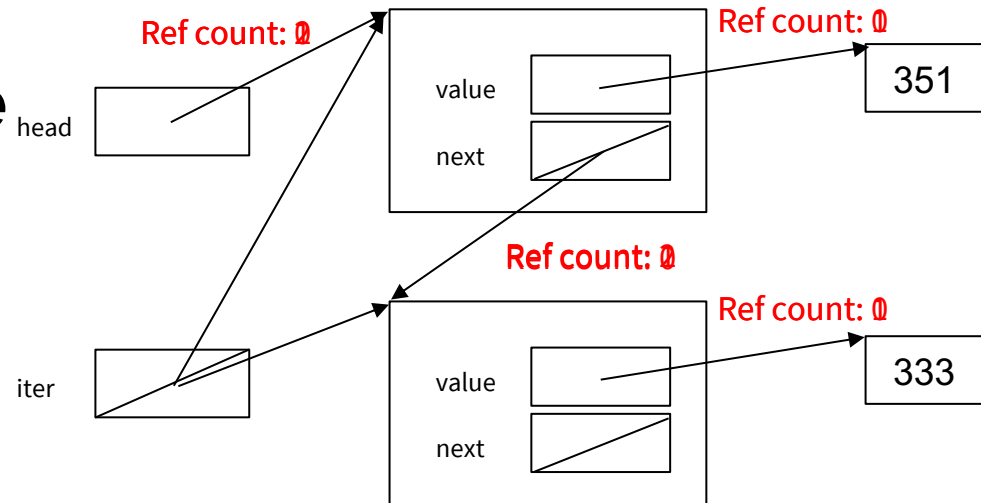 Ref count:
Ref count:
value
351
head
next
Ref count:
Ref count:
iter
value
333
next